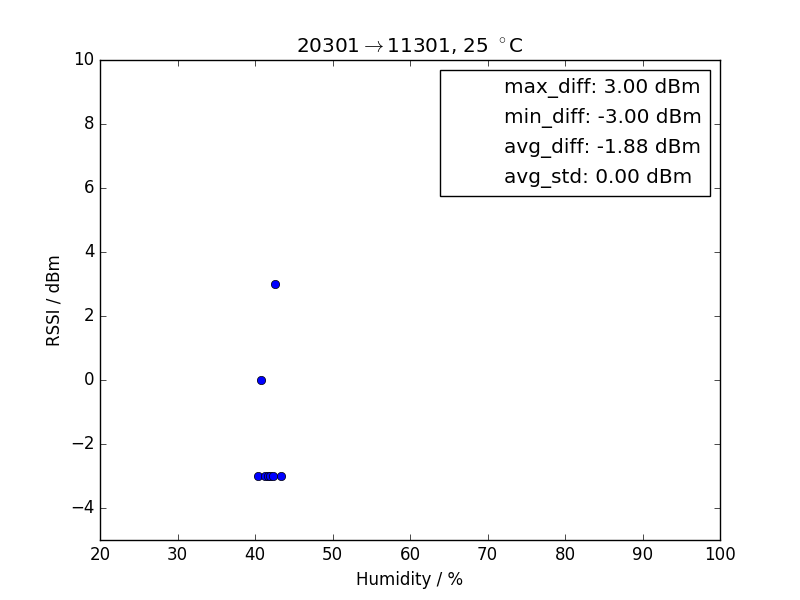 20301→11301, 25 °C
max_diff: 3.00 dBm
min_diff: -3.00 dBm
avg_diff: -1.88 dBm
avg_std: 0.00 dBm
10
8
6
4
2
0
−2
−4
RSSI / dBm
20 30 40 50 60 70 80 90 100
Humidity / %